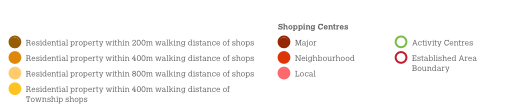 Shopping Centres
Residential property within 200m walking distance of shops
Residential property within 400m walking distance of shops
Residential property within 800m walking distance of shops
Residential property within 400m walking distance of
Township shops
Major
Neighbourhood
Local
Activity Centres
Established Area
Boundary